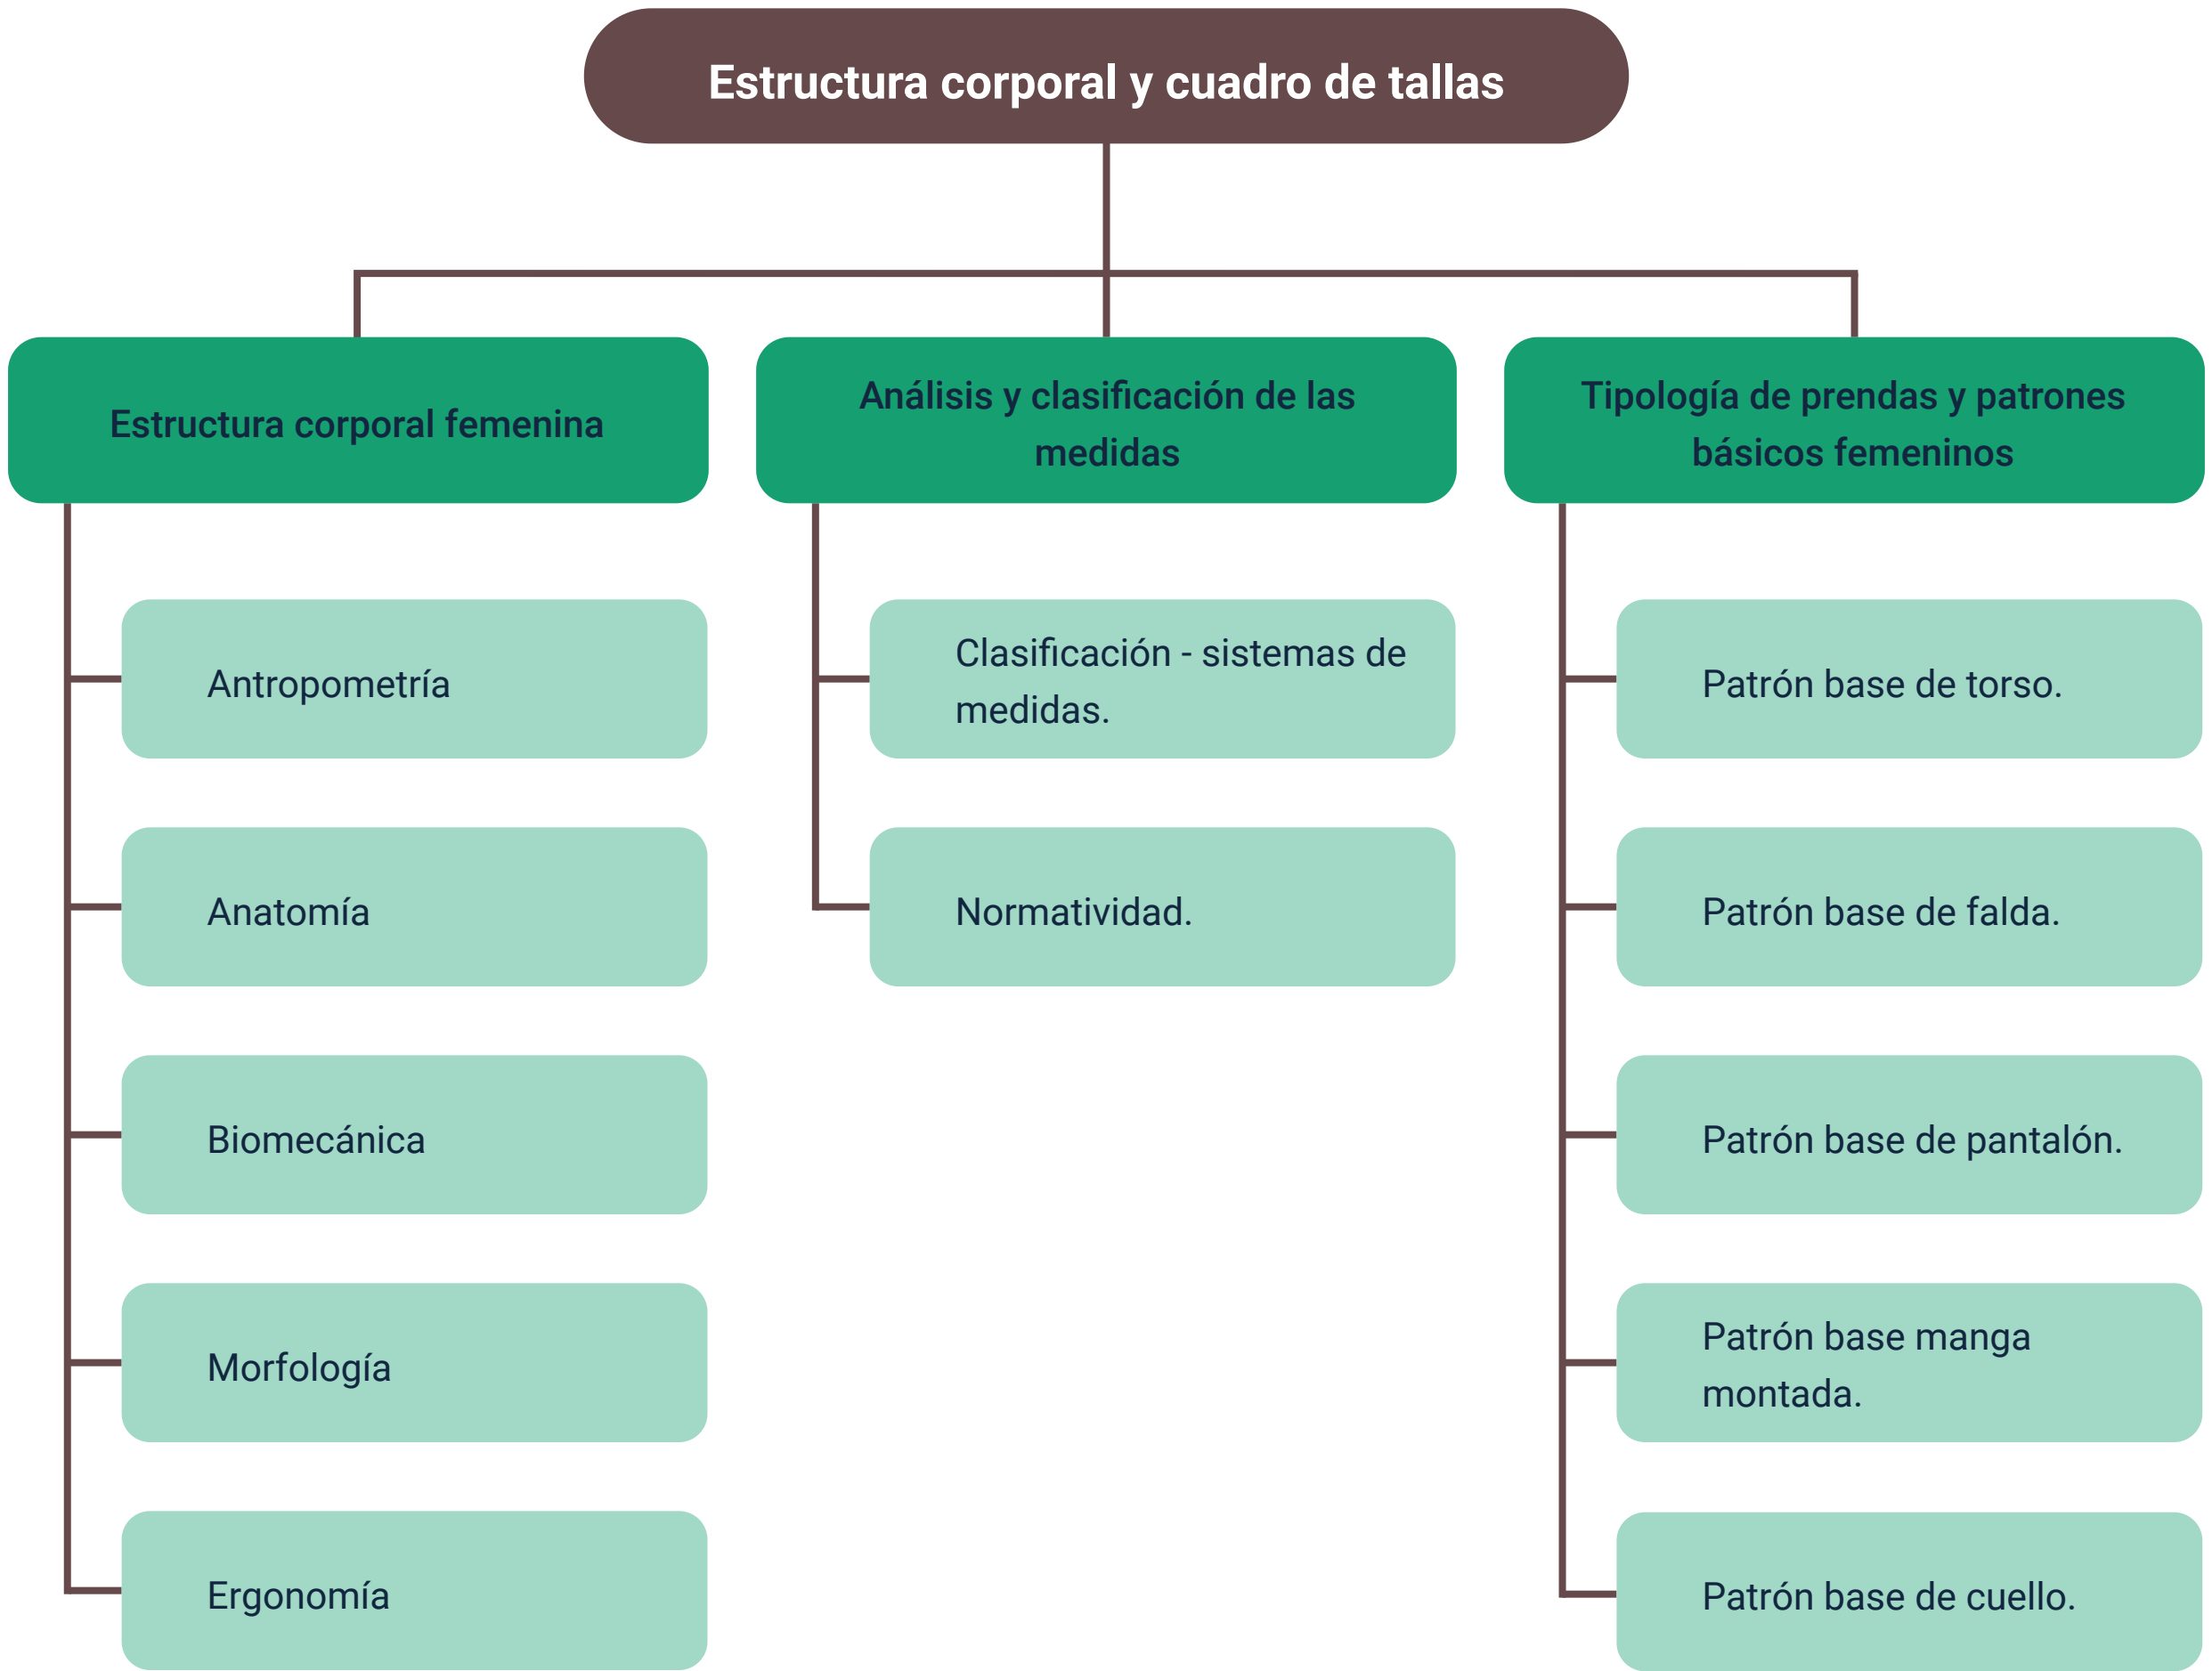 Estructura corporal y cuadro de tallas
Estructura corporal femenina
Antropometría
Anatomía
Biomecánica
Morfología
Ergonomía
Análisis y clasificación de las
medidas
Clasificación - sistemas de
medidas.
Normatividad.
Tipología de prendas y patrones
básicos femeninos
Patrón base de torso.
Patrón base de falda.
Patrón base de pantalón.
Patrón base manga
montada.
Patrón base de cuello.